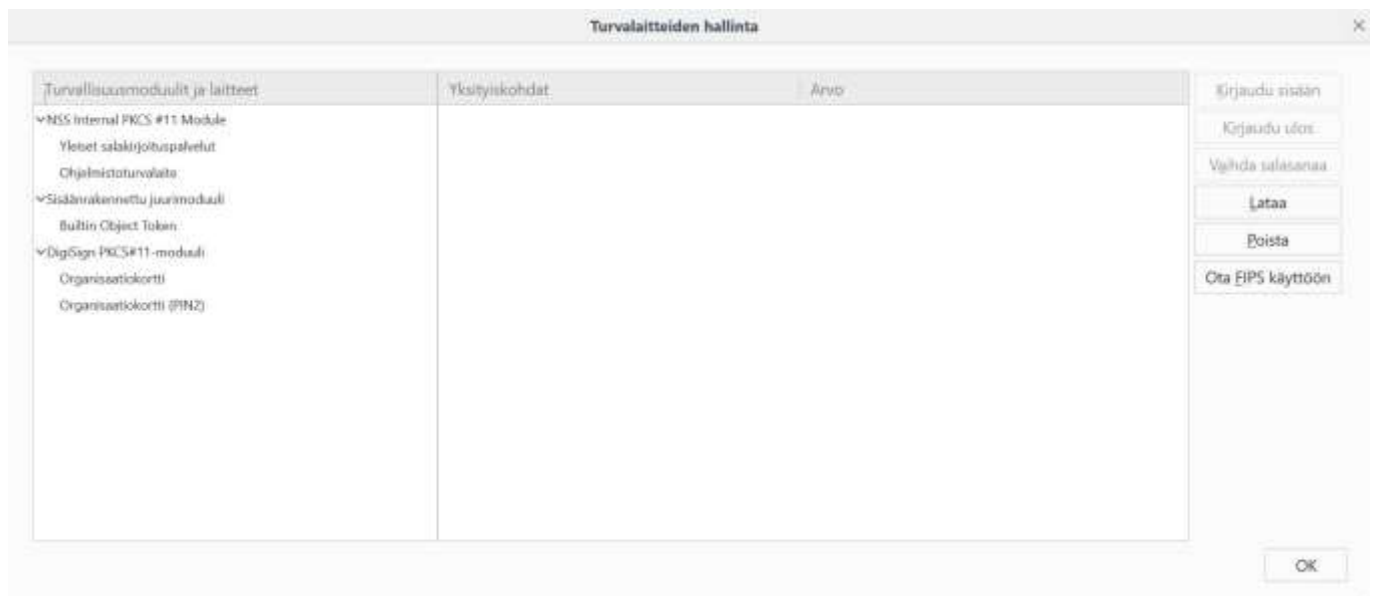 Turvalaitteiden hallinta
Turvallisuusmoduulit ja laitteet
Yksityiskohdat
Arvo
NSS Internal PKCS #11 Module
Yleiset salakirjoituspalvelut
Ohjelmistoturvalaite
Sisäänrakennettu juurimoduuli
Builtin Object Token
DigiSign PKCS#11-moduuli
Organisaatiokortti
Organisaatiokortti (PIN2)
Kirjaudu sisään
Kirjaudu ulos
Vaihda salasanaa
Lataa
Poista
Ota FIPS käyttöön
OK